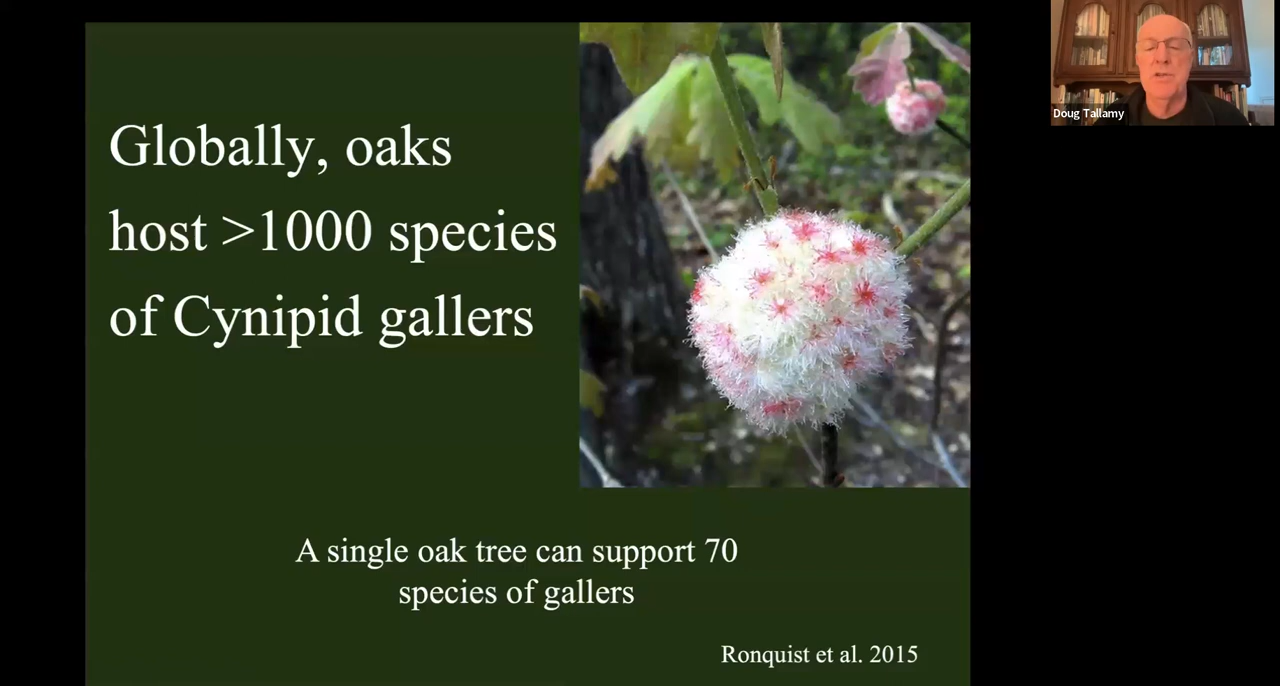 Globally, oaks
host >1000 species
of Cynipid gallers
Doug Tallamy
A single oak tree can support 70
species of gallers
Ronquist et al. 2015